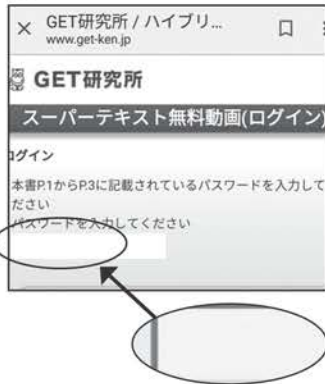 GET研究所 / ハイブリ...
www.get-ken.jp
GET研究所
スーパーテキスト無料動画(ログイン)
ログイン
本書P.1からP.3に記載されているパスワードを入力して
ださい
パスワードを入力してください